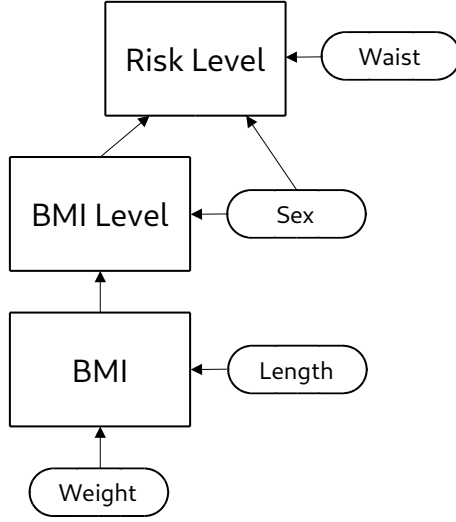 Risk Level
Waist
BMI Level
Sex
BMI
Length
Weight